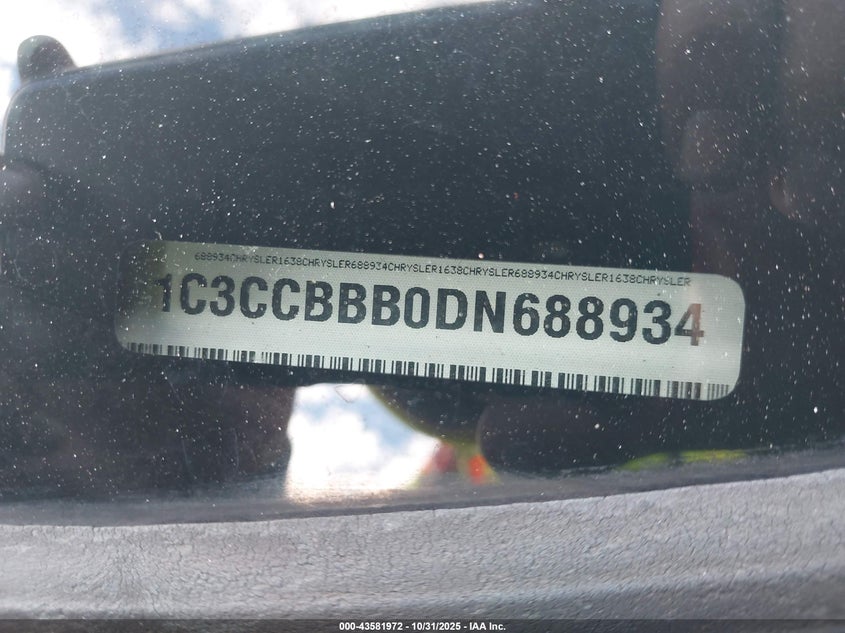 688934CHRYSLER1638CHRYSLER688934CHRYSLER1638CHRYSLER688934CHRYSLER1638CHRYSLER
1C3CCBBB0DN688934
000-43581972 - 10/31/2025 - IAA Inc.